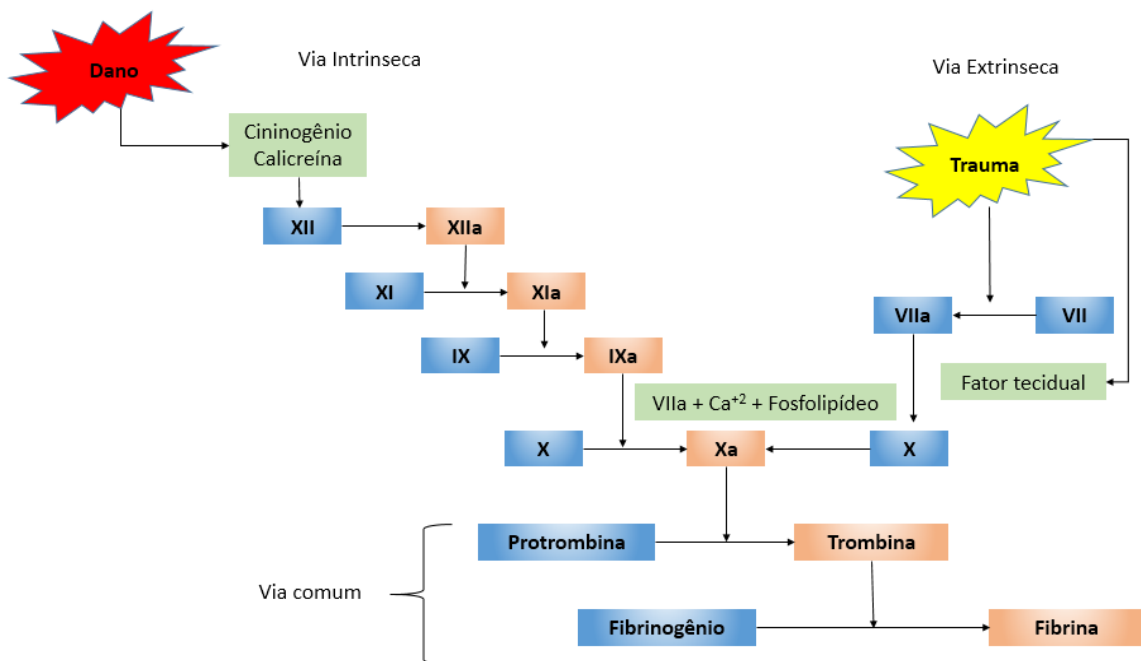 Dano
Via Intrinseca
Via Extrinseca
Cininogênio
Calicreína
Trauma
XII
XIIa
XI
XIa
VIIa
VII
IX
IXa
VIIa + Ca⁺² + Fosfolipídeo
Fator tecidual
X
Xa
X
Protrombina
Trombina
Via comum
Fibrinogênio
Fibrina